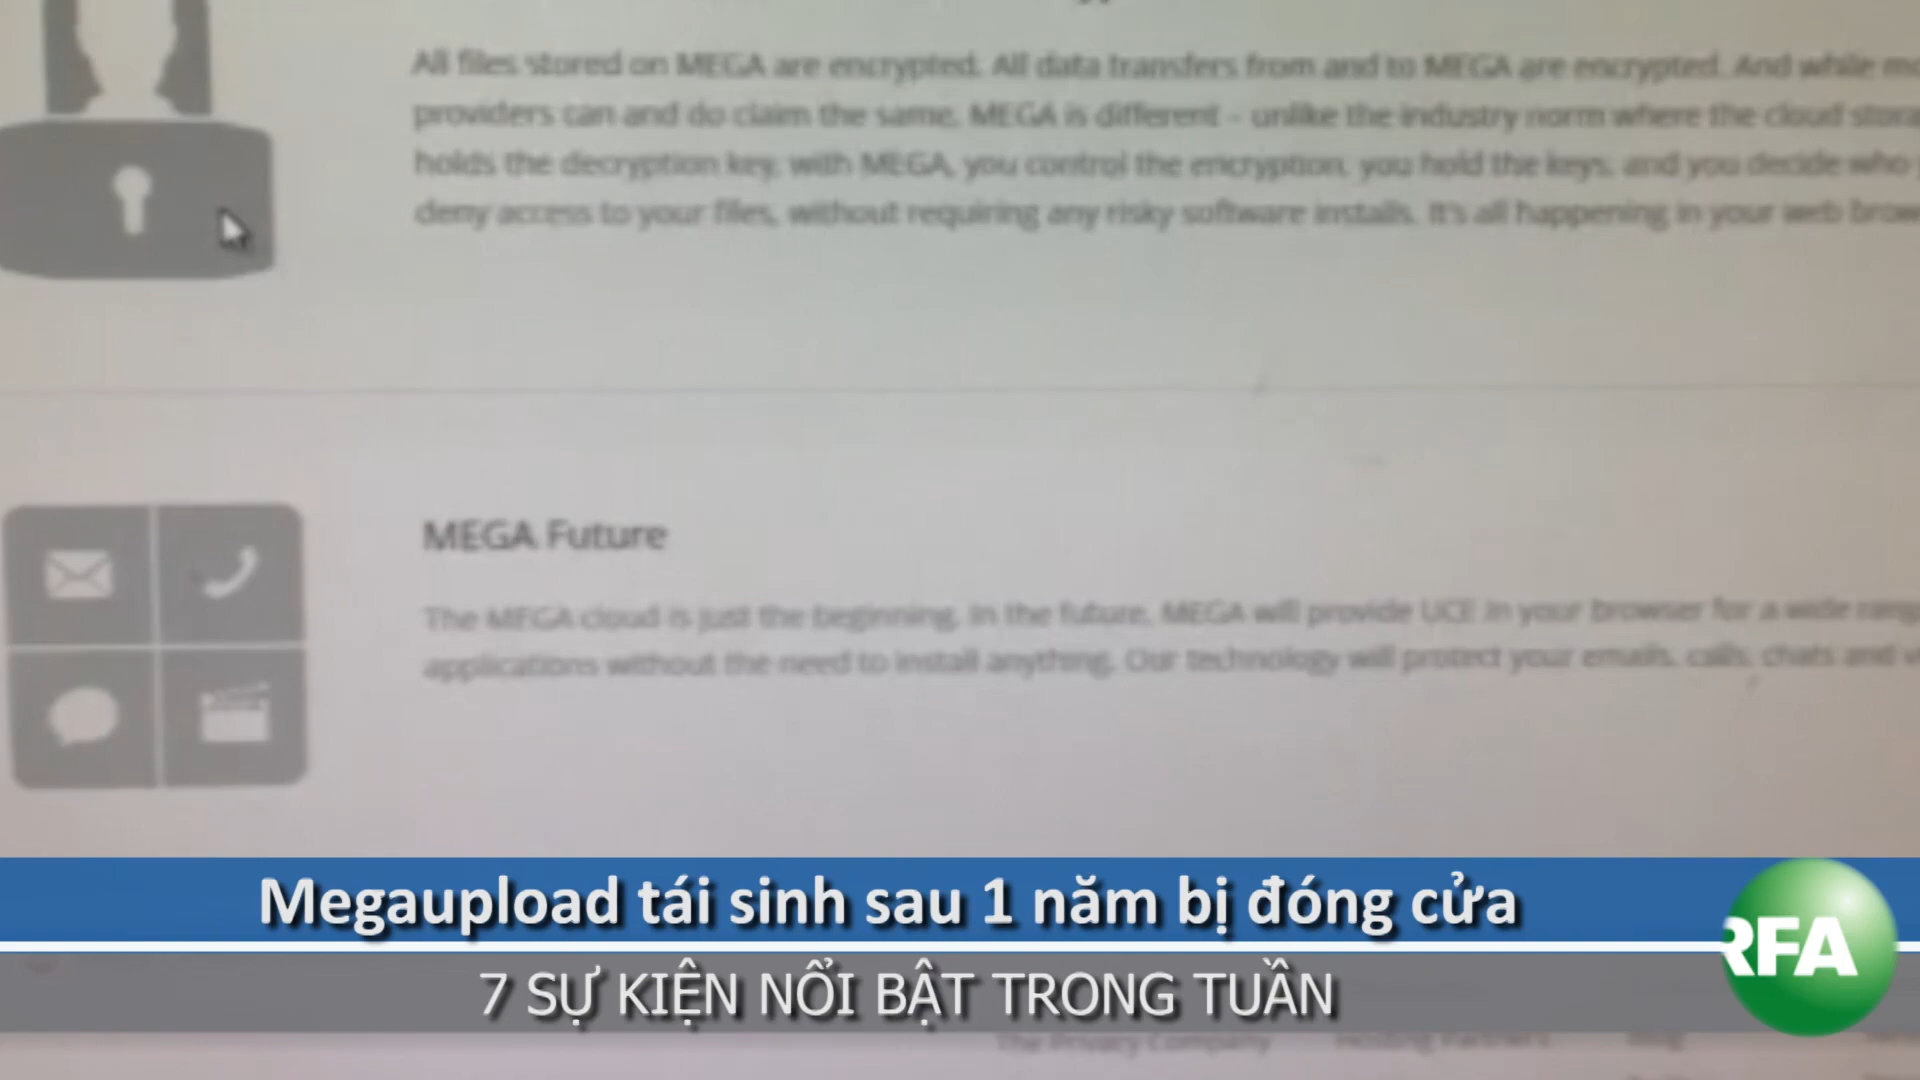 All files stored on MEGA are encrypted. All data transfers from and to MEGA are encrypted. And while
providers can and do claim the same, MEGA is different – unlike the industry norm where the cloud
holds the decryption key, with MEGA, you control the encryption, you hold the keys, and you decide who
deny access to your files, without requiring any risky software installs. It's all happening in your web
MEGA Future
The MEGA cloud is just the beginning. In the future, MEGA will provide UCE in your browser for a wide
applications without the need to install anything. Our technology will protect your emails, calls, chats and
Megaupload tái sinh sau 1 năm bị đóng cửa
RFA
7 SỰ KIỆN NỔI BẬT TRONG TUẦN
The Privacy Company